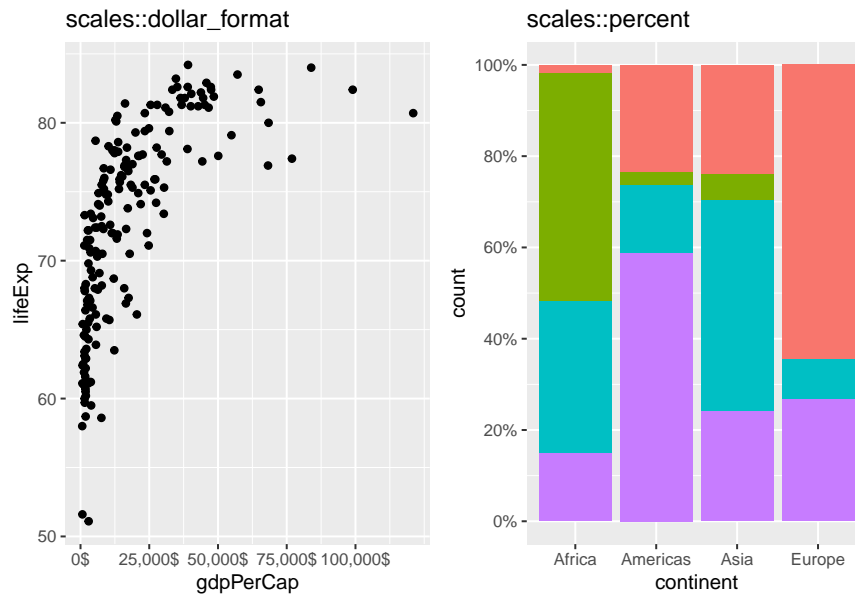 scales::dollar_format
80
70
60
50
lifeExp
0$ 25,000$ 50,000$ 75,000$ 100,000$
gdpPerCap
scales::percent
100%
80%
60%
40%
20%
0%
count
Africa Americas Asia Europe
continent